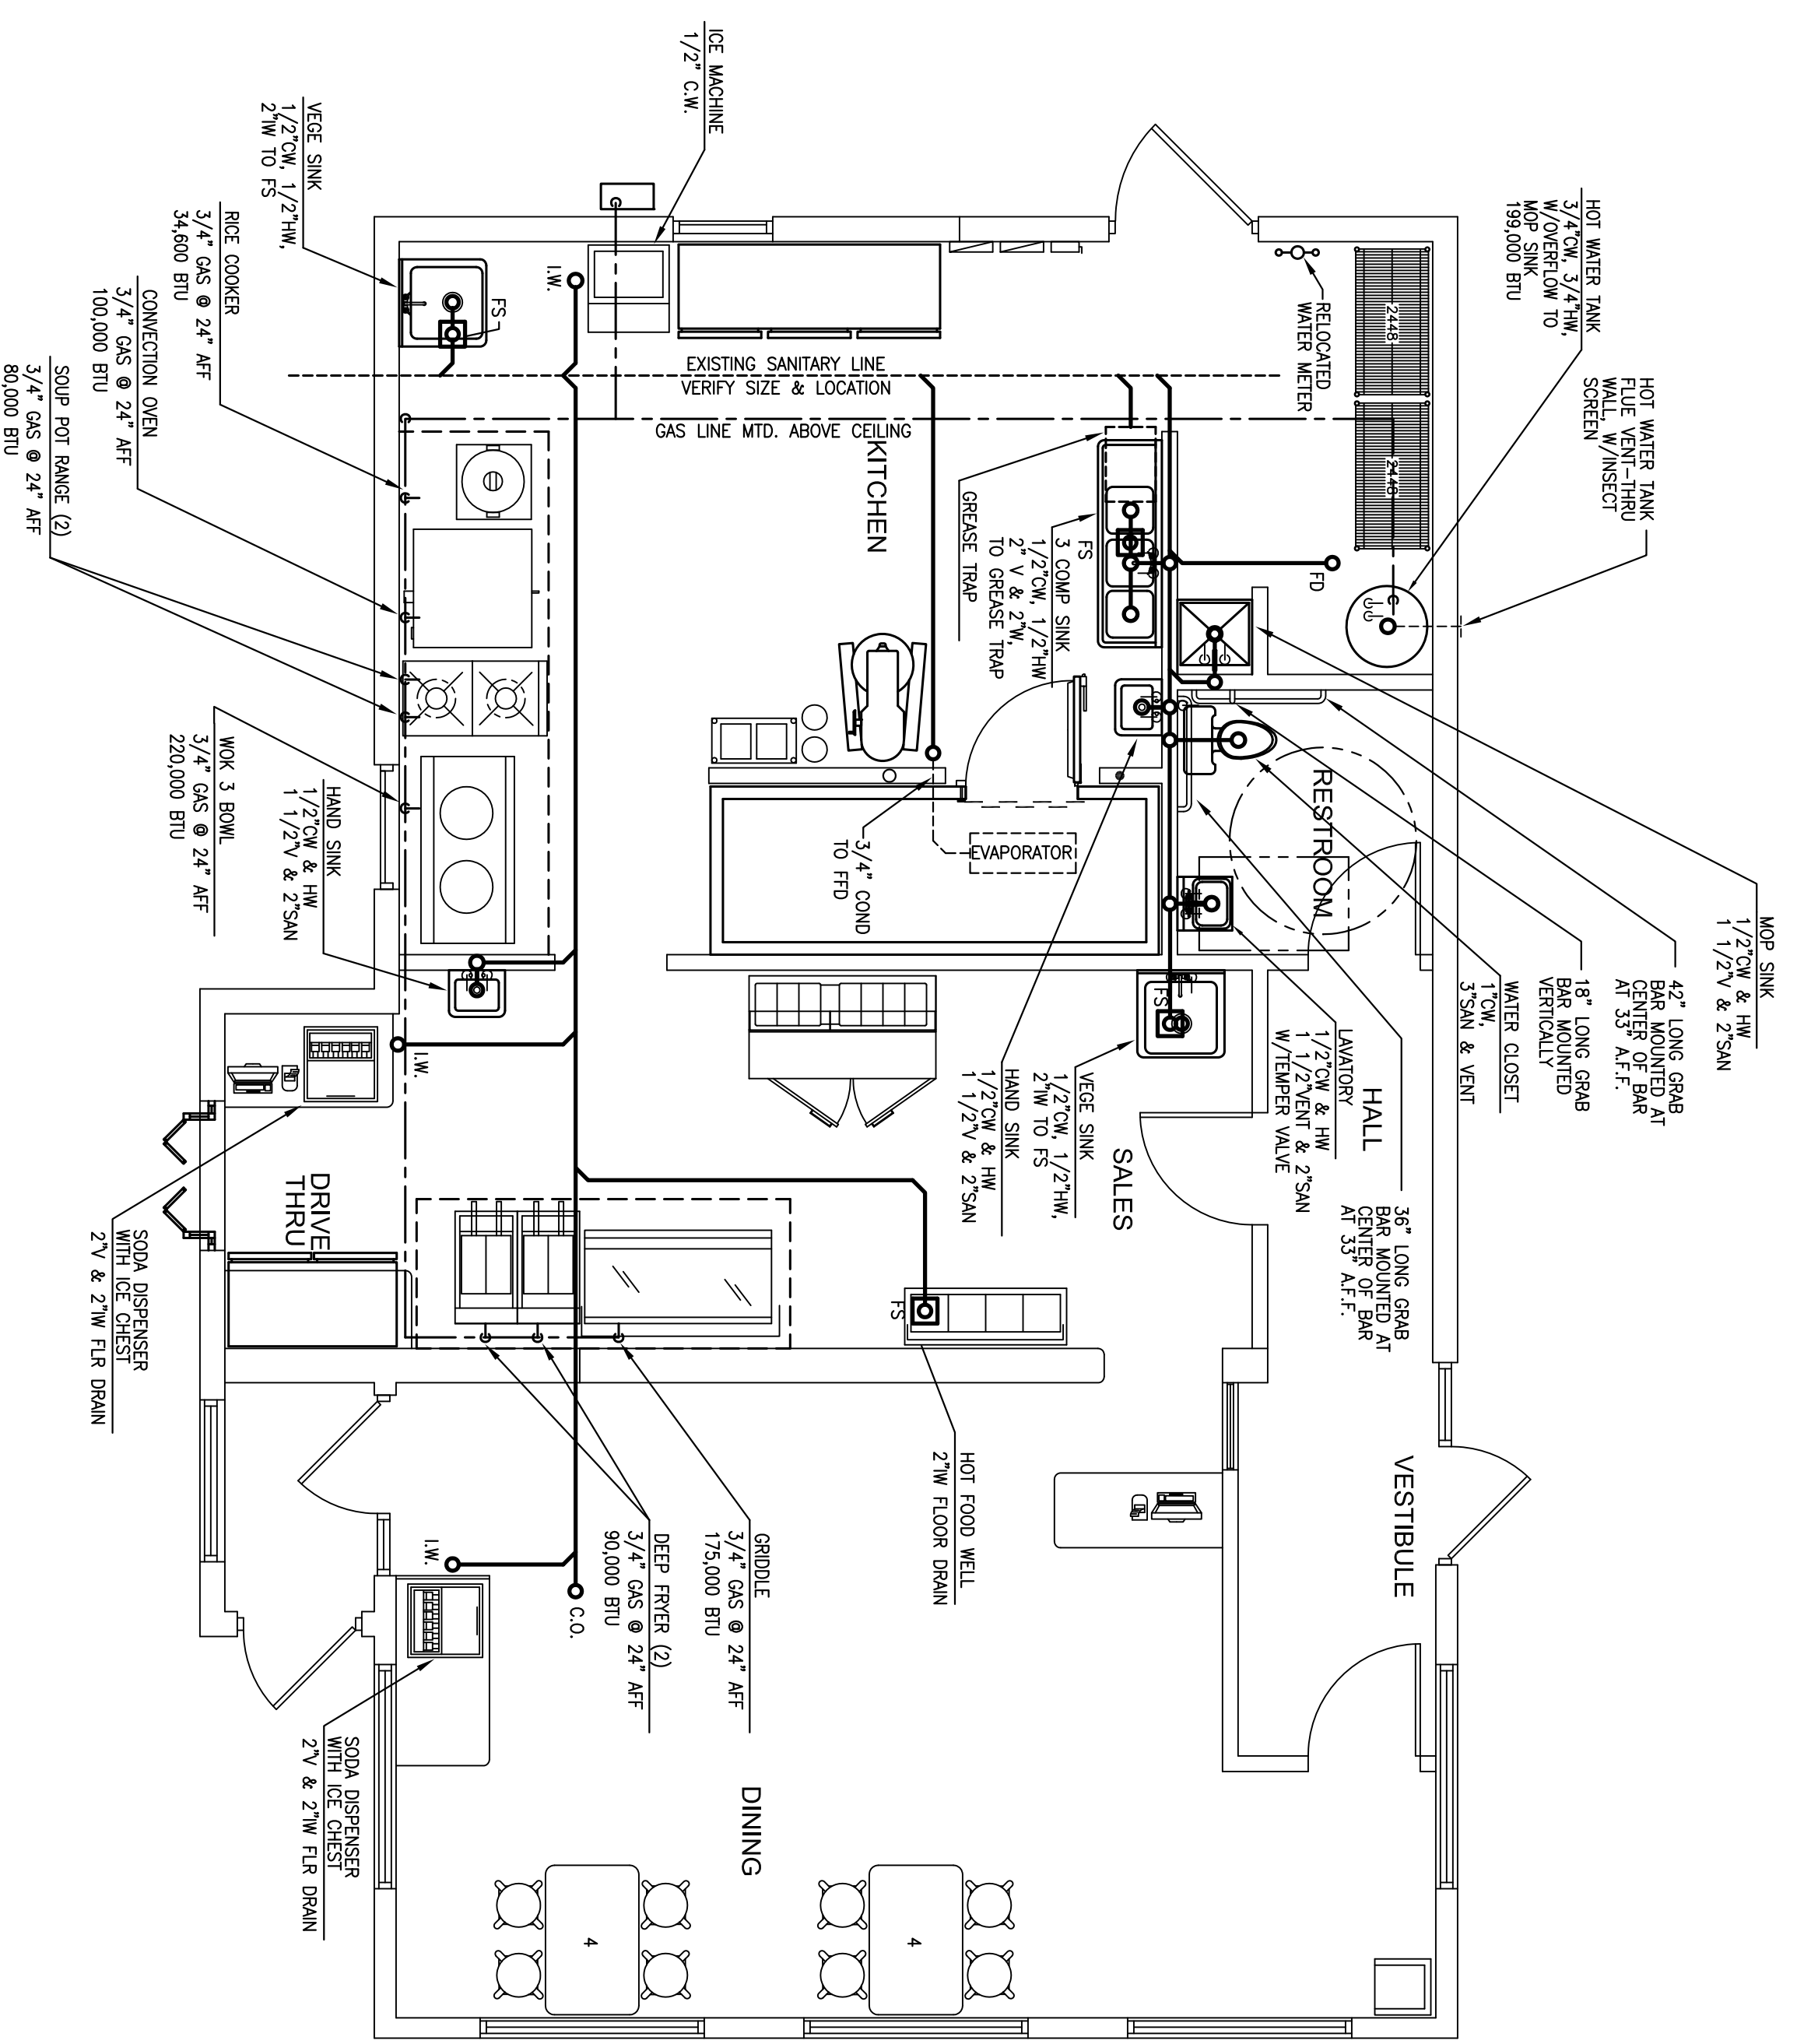 MOP SINK
1/2"CW & HW
1 1/2"V & 2"SAN
42" LONG GRAB
BAR MOUNTED AT
CENTER OF BAR
AT 33" A.F.F.
18" LONG GRAB
BAR MOUNTED
VERTICALLY
WATER CLOSET
1"CW,
3"SAN & VENT
HOT WATER TANK
FLUE VENT-THRU
WALL, W/INSECT
SCREEN
HOT WATER TANK
3/4"CW, 3/4"HW,
W/OVERFLOW TO
MOP SINK
199,000 BTU
RELOCATED
WATER METER
2448
2448
FD
RESTROOM
HALL
VESTIBULE
36" LONG GRAB
BAR MOUNTED AT
CENTER OF BAR
AT 33" A.F.F.
LAVATORY
1/2"CW & HW
1 1/2"VENT & 2"SAN
W/TEMPER VALVE
FS
SALES
VEGE SINK
1/2"CW, 1/2"HW,
2"IW TO FS
HAND SINK
1/2"CW & HW
1 1/2"V & 2"SAN
FS
3 COMP SINK
1/2"CW, 1/2"HW
2" V & 2"W,
TO GREASE TRAP
GREASE TRAP
EVAPORATOR
3/4" COND
TO FFD
KITCHEN
EXISTING SANITARY LINE
VERIFY SIZE & LOCATION
GAS LINE MTD. ABOVE CEILING
ICE MACHINE
1/2" C.W.
I.W.
FS
VEGE SINK
1/2"CW, 1/2"HW,
2"IW TO FS
RICE COOKER
3/4" GAS @ 24" AFF
34,600 BTU
CONVECTION OVEN
3/4" GAS @ 24" AFF
100,000 BTU
SOUP POT RANGE (2)
3/4" GAS @ 24" AFF
80,000 BTU
WOK 3 BOWL
3/4" GAS @ 24" AFF
220,000 BTU
HAND SINK
1/2"CW & HW
1 1/2"V & 2"SAN
I.W.
FS
HOT FOOD WELL
2"IW FLOOR DRAIN
GRIDDLE
3/4" GAS @ 24" AFF
175,000 BTU
DEEP FRYER (2)
3/4" GAS @ 24" AFF
90,000 BTU
C.O.
I.W.
DRIVE
THRU
SODA DISPENSER
WITH ICE CHEST
2"V & 2"IW FLR DRAIN
SODA DISPENSER
WITH ICE CHEST
2"V & 2"IW FLR DRAIN
DINING
4
4